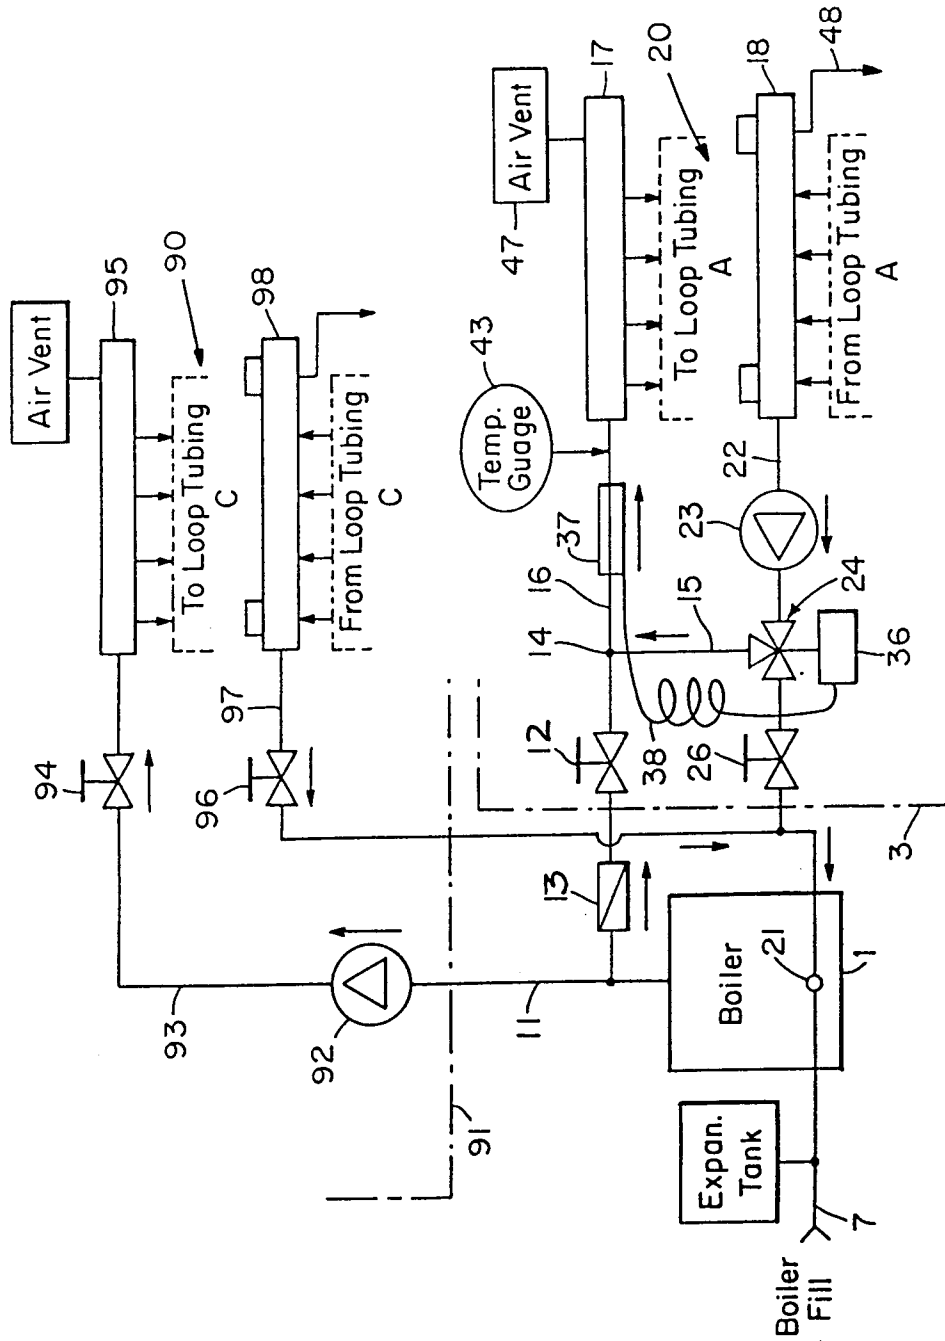 Air Vent
95
To Loop Tubing
C
90
98
From Loop Tubing
C
94
96
97
93
92
91
11
Air Vent
47
17
20
To Loop Tubing
A
18
48
From Loop Tubing
A
43
Temp.
Guage
37
16
14
15
22
23
24
36
12
38
26
13
3
Boiler
21
1
Expan.
Tank
7
Boiler
Fill